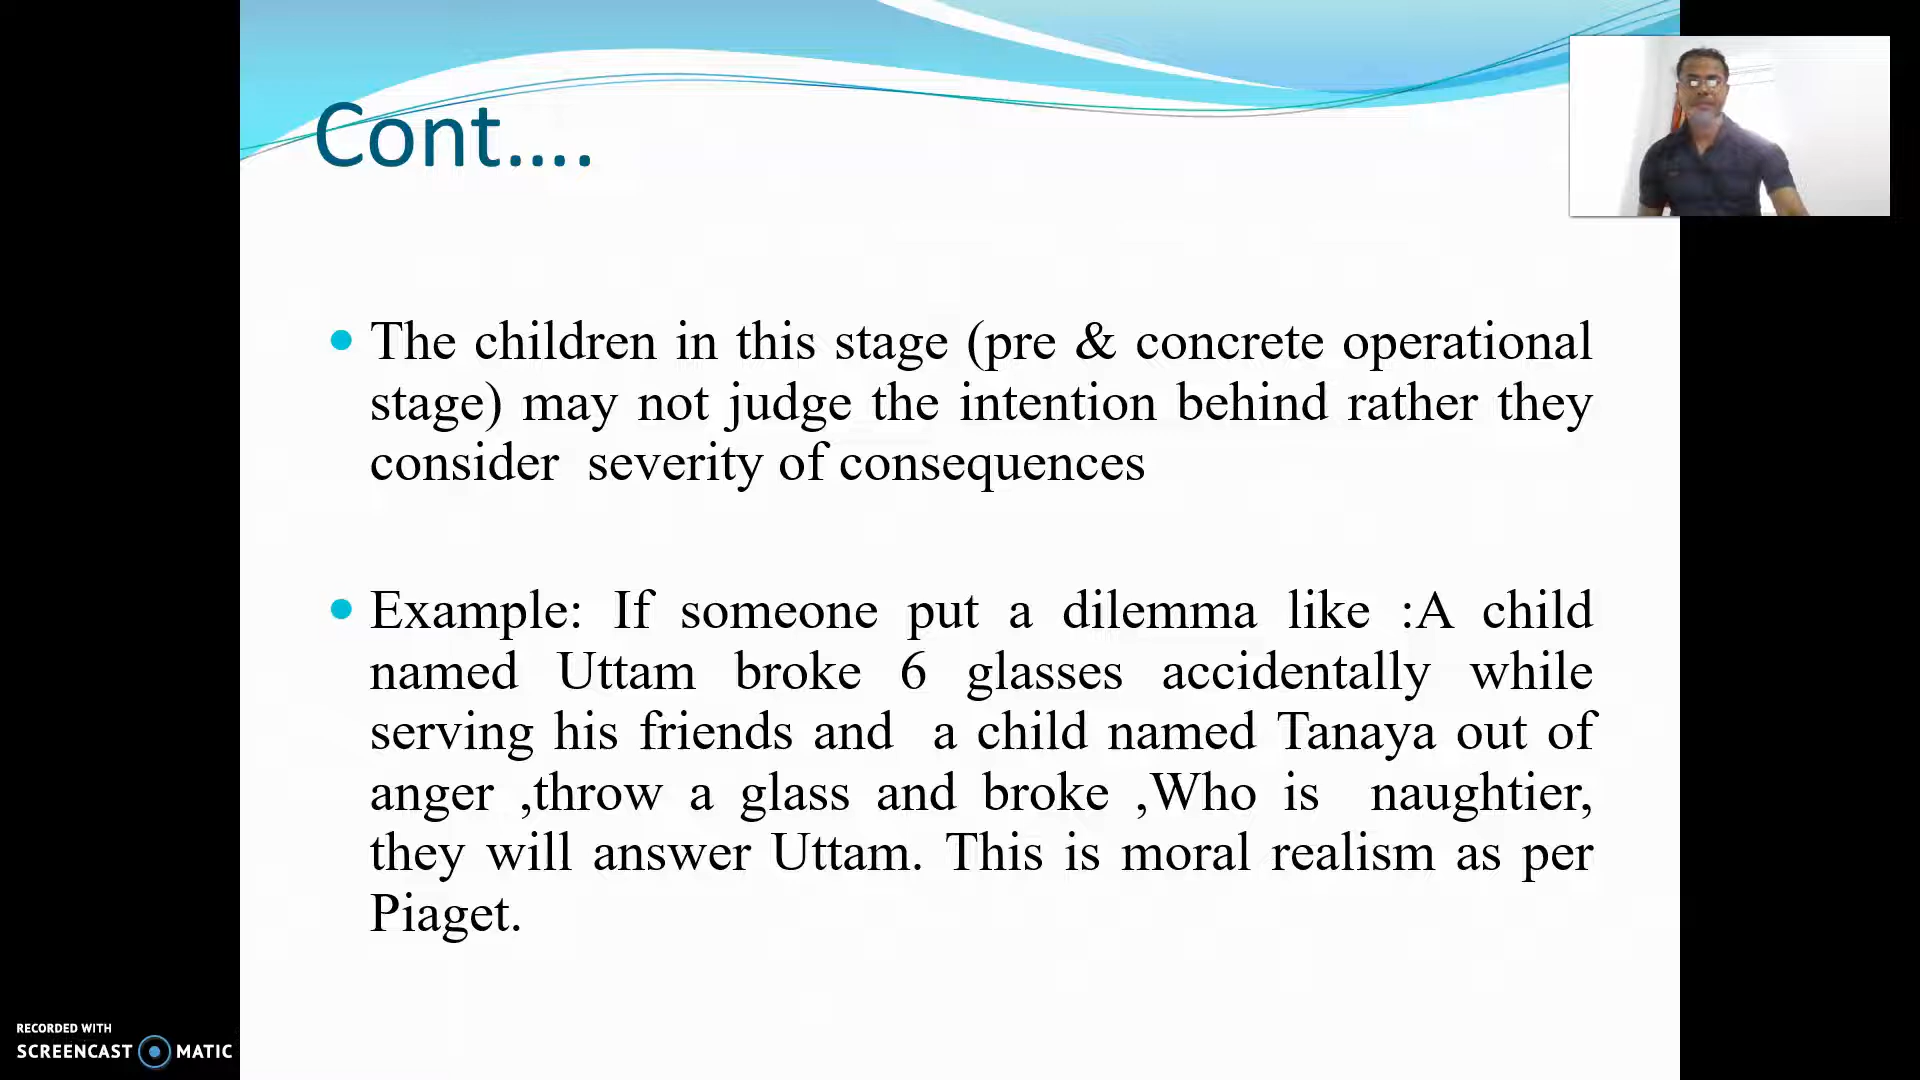 Cont....
The children in this stage (pre & concrete operational
stage) may not judge the intention behind rather they
consider severity of consequences
Example: If someone put a dilemma like :A child
named Uttam broke 6 glasses accidentally while
serving his friends and a child named Tanaya out of
anger ,throw a glass and broke ,Who is naughtier,
they will answer Uttam. This is moral realism as per
Piaget.
RECORDED WITH
SCREENCAST MATIC